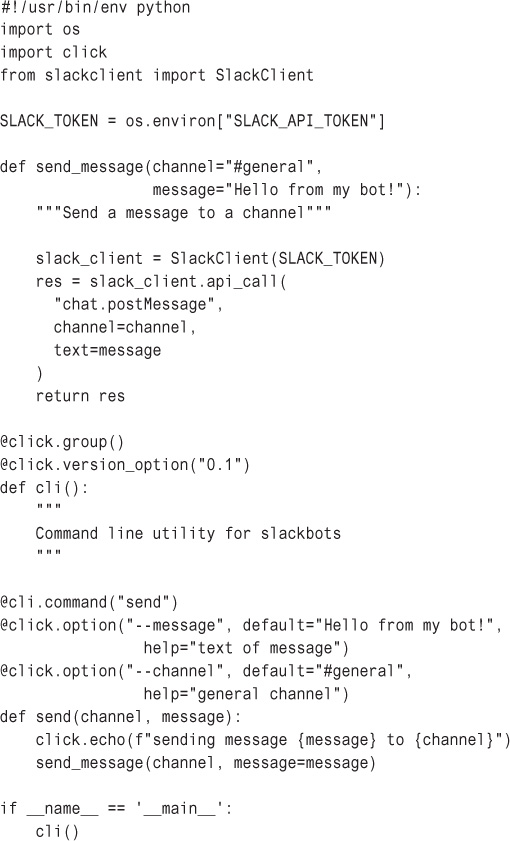 #!/usr/bin/env python
import os
import click
from slackclient import SlackClient

SLACK_TOKEN = os.environ["SLACK_API_TOKEN"]

def send_message(channel="#general",
                 message="Hello from my bot!"):
    """Send a message to a channel"""

    slack_client = SlackClient(SLACK_TOKEN)
    res = slack_client.api_call(
      "chat.postMessage",
      channel=channel,
      text=message
    )
    return res

@click.group()
@click.version_option("0.1")
def cli():
    """
    Command line utility for slackbots
    """

@cli.command("send")
@click.option("--message", default="Hello from my bot!",
                help="text of message")
@click.option("--channel", default="#general",
                help="general channel")
def send(channel, message):
    click.echo(f"sending message {message} to {channel}")
    send_message(channel, message=message)

if __name__ == '__main__':
    cli()